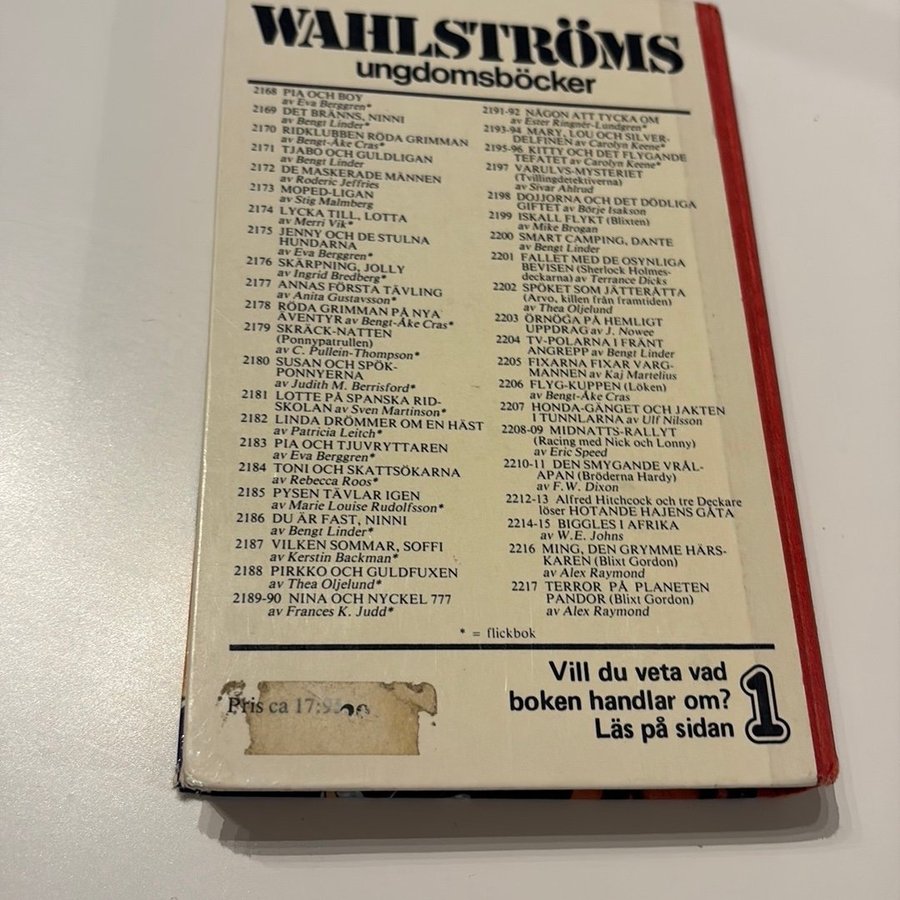 WAHLSTRÖMS
ungdomsböcker
2168 PIA OCH BOY
av Eva Berggren*
2169 DET BRÄNNS, NINNI
av Bengt Linder*
2170 RIDKLUBBEN RÖDA GRIMMAN
av Bengt-Åke Cras*
2171 TJABO OCH GULDLIGAN
av Bengt Linder
2172 DE MASKERADE MÄNNEN
av Roderic Jeffries
2173 MOPED-LIGAN
av Stig Malmberg
2174 LYCKA TILL, LOTTA
av Merri Vik*
2175 JENNY OCH DE STULNA
HUNDARNA
av Eva Berggren*
2176 SKÄRPNING, JOLLY
av Ingrid Bredberg*
2177 ANNAS FÖRSTA TÄVLING
av Anita Gustavsson*
2178 RÖDA GRIMMAN PÅ NYA
ÄVENTYR av Bengt-Åke Cras*
2179 SKRÄCK-NATTEN
(Ponnypatrullen)
av C. Pullein-Thompson*
2180 SUSAN OCH SPÖK-
PONNYERNA
av Judith M. Berrisford*
2181 LOTTE PÅ SPANSKA RID-
SKOLAN av Sven Martinson*
2182 LINDA DRÖMMER OM EN HÄST
av Patricia Leitch*
2183 PIA OCH TJUVRYTTAREN
av Eva Berggren*
2184 TONI OCH SKATTSÖKARNA
av Rebecca Roos*
2185 PYSEN TÄVLAR IGEN
av Marie Louise Rudolfsson*
2186 DU ÄR FAST, NINNI
av Bengt Linder*
2187 VILKEN SOMMAR, SOFFI
av Kerstin Backman*
2188 PIRKKO OCH GULDFUXEN
av Thea Oljelund*
2189-90 NINA OCH NYCKEL 777
av Frances K. Judd*
2191-92 NÅGON ATT TYCKA OM
av Ester Ringnér-Lundgren*
2193-94 MARY, LOU OCH SILVER-
DELFINEN av Carolyn Keene*
2195-96 KITTY OCH DET FLYGANDE
TEFATET av Carolyn Keene*
2197 VARULVS-MYSTERIET
(Tvillingdetektiverna)
av Sivar Ahlrud
2198 DOJJORNA OCH DET DÖDLIGA
GIFTET av Börje Isakson
2199 ISKALL FLYKT (Blixten)
av Mike Brogan
2200 SMART CAMPING, DANTE
av Bengt Linder
2201 FALLET MED DE OSYNLIGA
BEVISEN (Sherlock Holmes-
deckarna) av Terrance Dicks
2202 SPÖKET SOM JÄTTERÄTTA
(Arvo, killen från framtiden)
av Thea Oljelund
2203 ÖRNÖGA PÅ HEMLIGT
UPPDRAG av J. Nowee
2204 TV-POLARNA I FRÄNT
ANGREPP av Bengt Linder
2205 FIXARNA FIXAR VARG-
MANNEN av Kaj Martelius
2206 FLYG-KUPPEN (Löken)
av Bengt-Åke Cras
2207 HONDA-GÄNGET OCH JAKTEN
I TUNNLARNA av Ulf Nilsson
2208-09 MIDNATTS-RALLYT
(Racing med Nick och Lonny)
av Eric Speed
2210-11 DEN SMYGANDE VRÅL-
APAN (Bröderna Hardy)
av F.W. Dixon
2212-13 Alfred Hitchcock och tre Deckare
löser HOTANDE HAJENS GÅTA
2214-15 BIGGLES I AFRIKA
av W.E. Johns
2216 MING, DEN GRYMME HÄRS-
KAREN (Blixt Gordon)
av Alex Raymond
2217 TERROR PÅ PLANETEN
PANDOR (Blixt Gordon)
av Alex Raymond
* = flickbok
Vill du veta vad
boken handlar om?
Läs på sidan 1
Pris ca